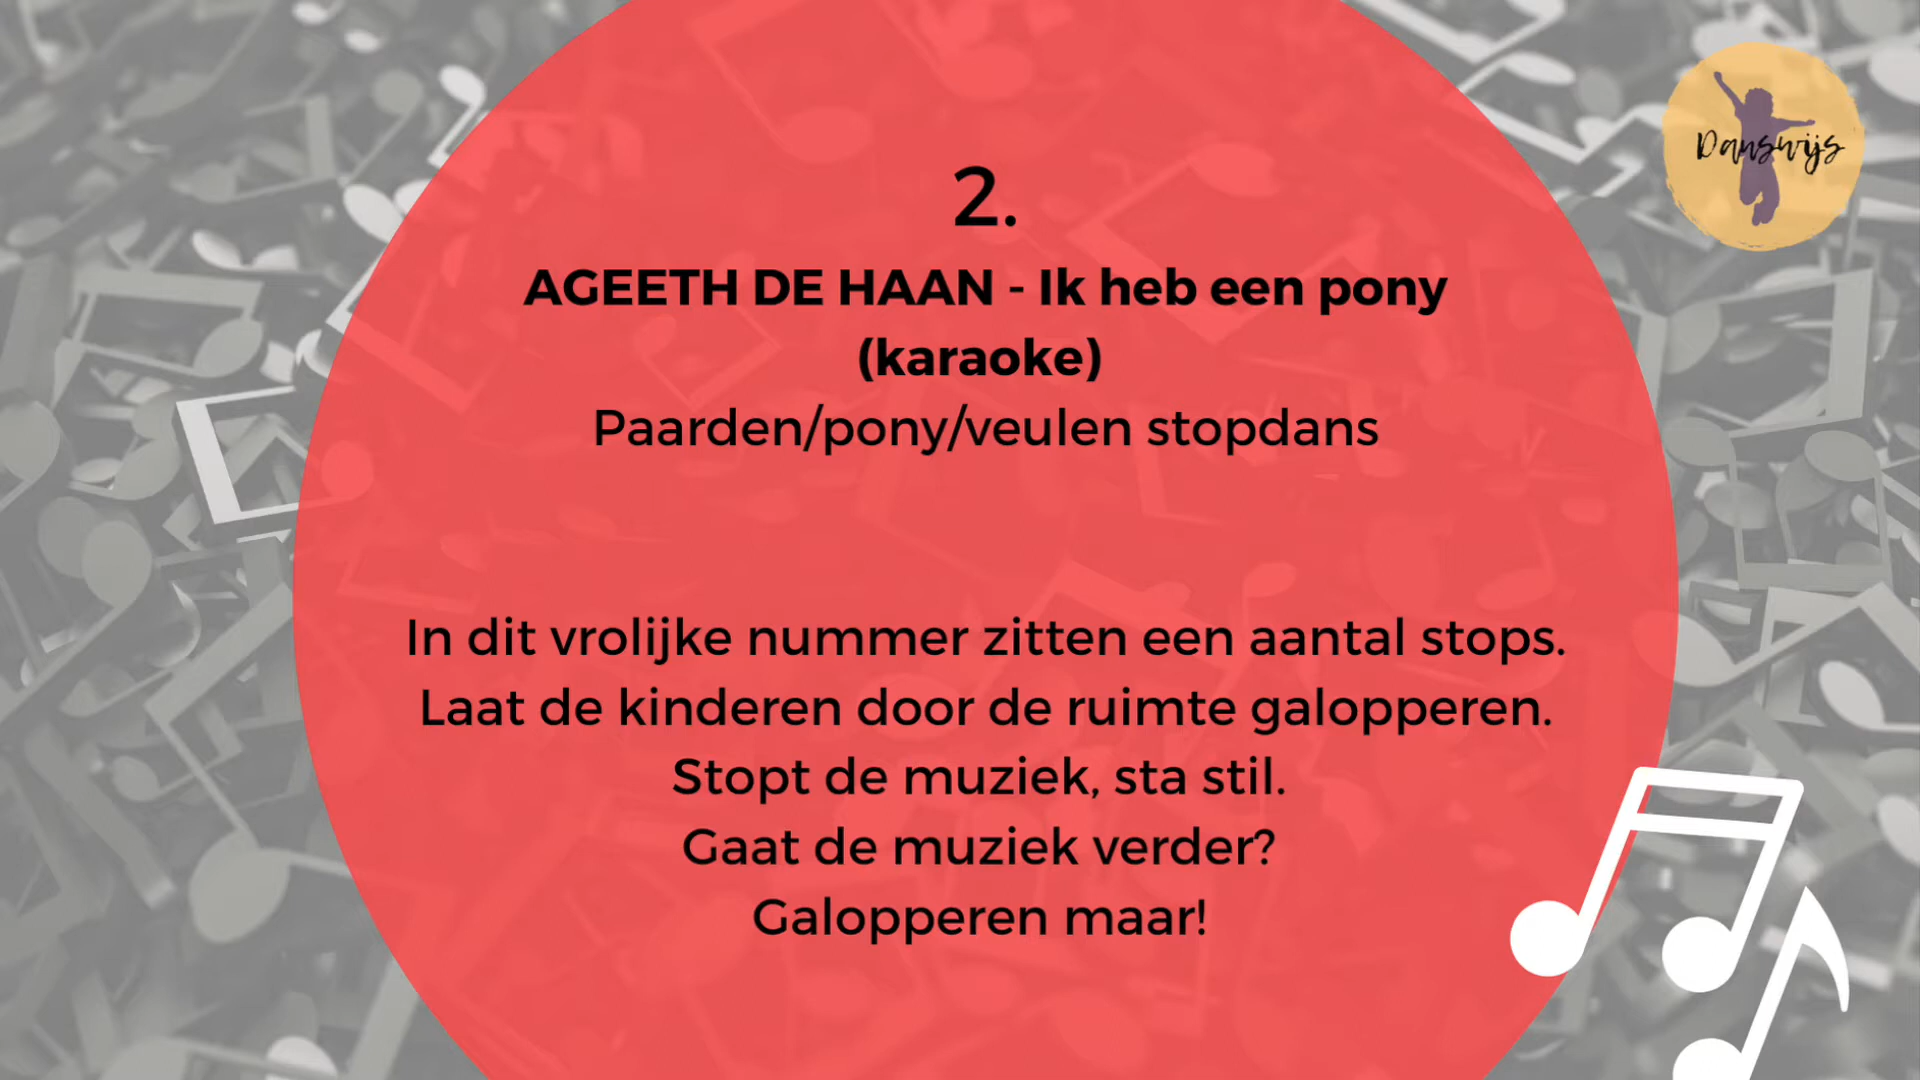 Danswijs
2.
AGEETH DE HAAN - Ik heb een pony
(karaoke)
Paarden/pony/veulen stopdans
In dit vrolijke nummer zitten een aantal stops.
Laat de kinderen door de ruimte galopperen.
Stopt de muziek, sta stil.
Gaat de muziek verder?
Galopperen maar!